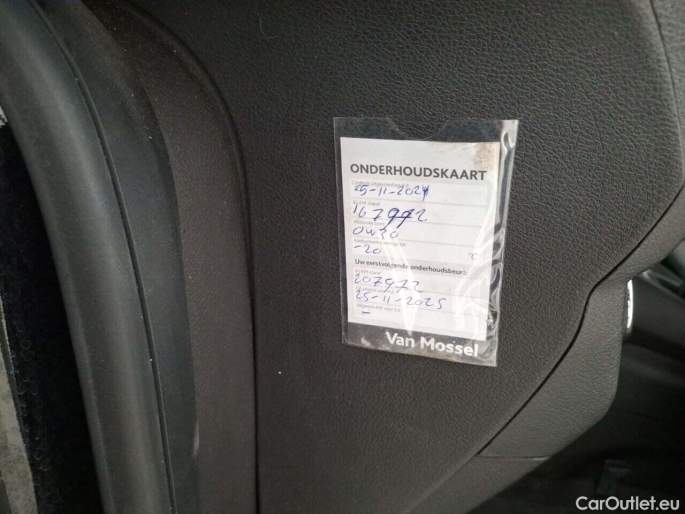 ONDERHOUDSKAART
25-11-2024
167972
0W30
-20 °C
Uw eerstvolgende onderhoudsbeurt:
207972
25-11-2025
-
Van Mossel
CarOutlet.eu